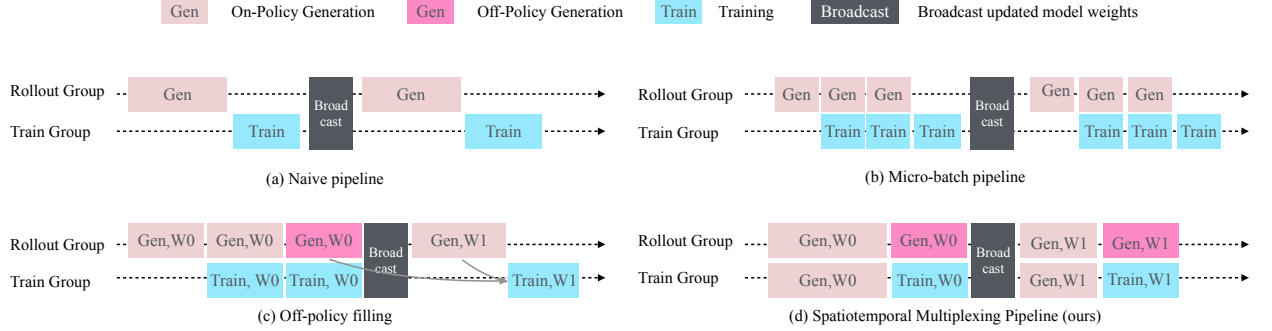 Gen On-Policy Generation Gen Off-Policy Generation Train Training Broadcast Broadcast updated model weights
Rollout Group Gen Broad cast Gen
Train Group Train Train
(a) Naive pipeline
Rollout Group Gen Gen Gen Broad cast Gen Gen Gen
Train Group Train Train Train Train Train Train
(b) Micro-batch pipeline
Rollout Group Gen,W0 Gen,W0 Gen,W0 Broad cast Gen,W1
Train Group Train, W0 Train, W0 Train,W1
(c) Off-policy filling
Rollout Group Gen,W0 Gen,W0 Broad cast Gen,W1 Gen,W1
Train Group Gen,W0 Train,W0 Gen,W1 Train,W1
(d) Spatiotemporal Multiplexing Pipeline (ours)